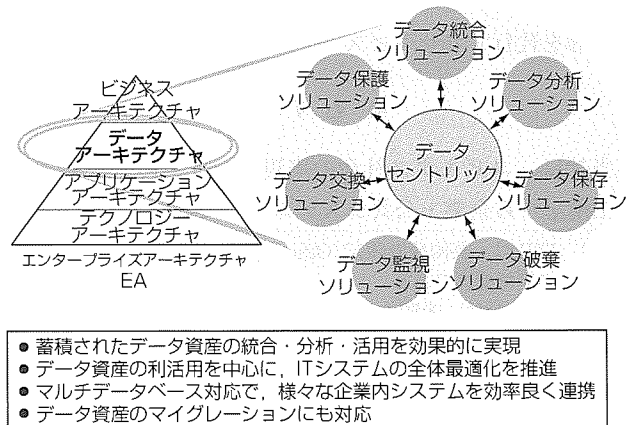 ビジネス
アーキテクチャ
データ
アーキテクチャ
アプリケーション
アーキテクチャ
テクノロジー
アーキテクチャ
エンタープライズアーキテクチャ
EA
データ統合
ソリューション
データ保護
ソリューション
データ分析
ソリューション
データ
セントリック
データ交換
ソリューション
データ保存
ソリューション
データ監視
ソリューション
データ破棄
ソリューション
● 蓄積されたデータ資産の統合・分析・活用を効果的に実現
● データ資産の利活用を中心に，ITシステムの全体最適化を推進
● マルチデータベース対応で，様々な企業内システムを効率良く連携
● データ資産のマイグレーションにも対応